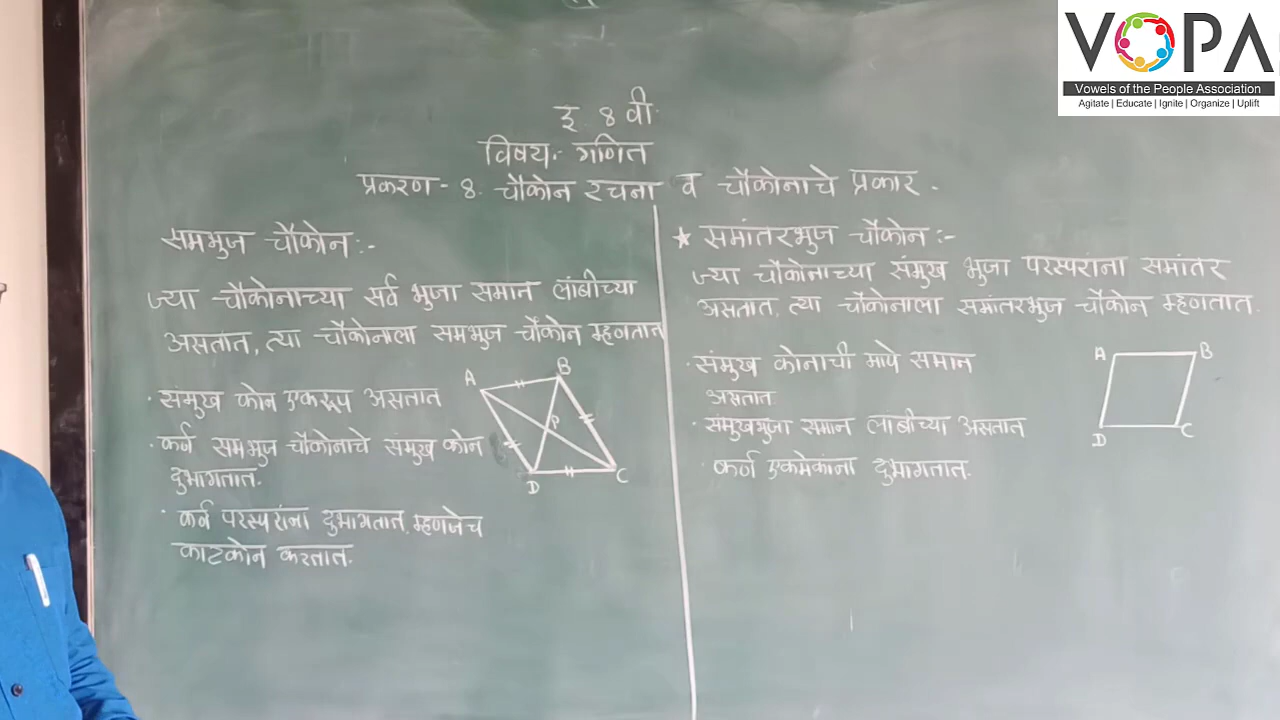 VOPA
Vowels of the People Association
Agitate | Educate | Ignite | Organize | Uplift
इ. 8 वी.
विषय:- गणित
प्रकरण- 8. चौकोन रचना व चौकोनाचे प्रकार.
समभुज चौकोन :-
ज्या चौकोनाच्या सर्व भुजा समान लांबीच्या
असतात, त्या चौकोनाला समभुज चौकोन म्हणतात
· संमुख कोन एकरूप असतात
· कर्ण समभुज चौकोनाचे संमुख कोन
दुभागतात.
· कर्ण परस्परांना दुभागतात, म्हणजेच
काटकोन करतात.
A
B
P
D
C
★ समांतरभुज चौकोन :-
ज्या चौकोनाच्या संमुख भुजा परस्परांना समांतर
असतात, त्या चौकोनाला समांतरभुज चौकोन म्हणतात.
· संमुख कोनाची मापे समान
असतात
· संमुखभुजा समान लांबीच्या असतात
· कर्ण एकमेकांना दुभागतात.
A
B
D
C